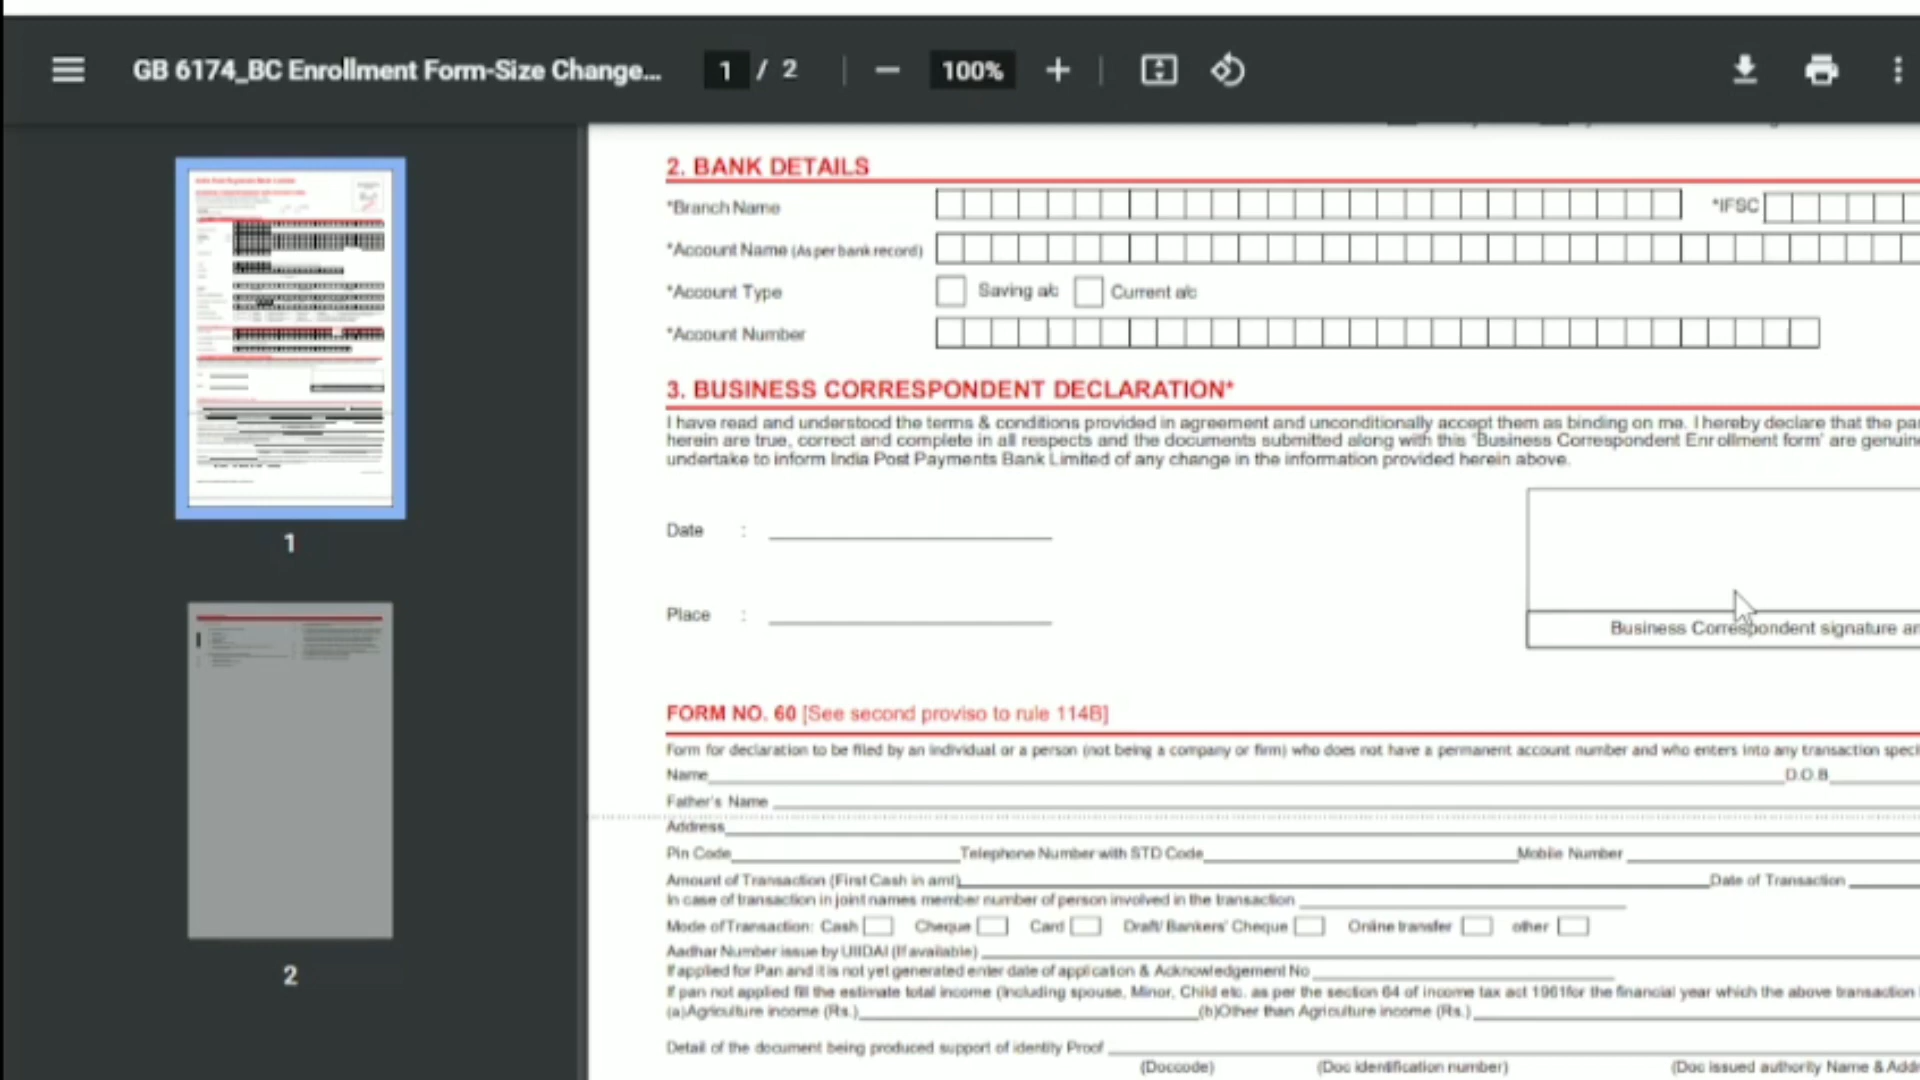 GB 6174_BC Enrollment Form-Size Change... 1 / 2 100%
2. BANK DETAILS
*Branch Name *IFSC
*Account Name (As per bank record)
*Account Type Saving a/c Current a/c
*Account Number
3. BUSINESS CORRESPONDENT DECLARATION*
I have read and understood the terms & conditions provided in agreement and unconditionally accept them as binding on me. I hereby declare that the
herein are true, correct and complete in all respects and the documents submitted along with this 'Business Correspondent Enrollment form' are
undertake to inform India Post Payments Bank Limited of any change in the information provided herein above.
Date :
Place :
Business Correspondent signature
FORM NO. 60 [See second proviso to rule 114B]
Form for declaration to be filed by an individual or a person (not being a company or firm) who does not have a permanent account number and who enters into any transaction
Name D.O.B
Father's Name
Address
Pin Code Telephone Number with STD Code Mobile Number
Amount of Transaction (First Cash in amt) Date of Transaction
In case of transaction in joint names member number of person involved in the transaction
Mode of Transaction: Cash Cheque Card Draft/ Bankers' Cheque Online transfer other
Aadhar Number issue by UIIDAI (If available)
If applied for Pan and it is not yet generated enter date of application & Acknowledgement No
If pan not applied fill the estimate total income (Including spouse, Minor, Child etc. as per the section 64 of income tax act 1961for the financial year which the above transaction
(a)Agriculture income (Rs.) (b)Other than Agriculture income (Rs.)
Detail of the document being produced support of identity Proof
(Doccode) (Doc identification number) (Doc issued authority Name &
1
2